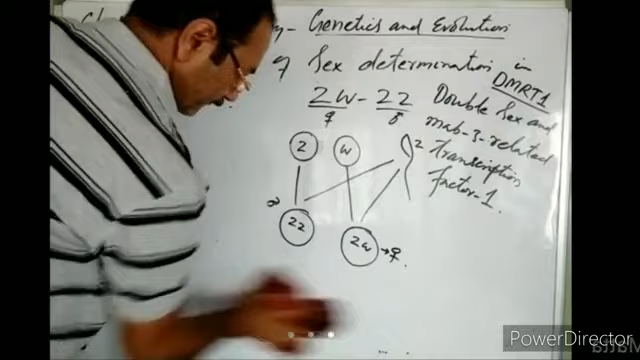 Genetics and Evolution
Sex determination in
DMRT1
ZW - ZZ
♀ ♂
Double Sex and
mab-3-related
Transcription
Factor-1.
Z W Z
♂ ZZ
ZW → ♀
PowerDirector